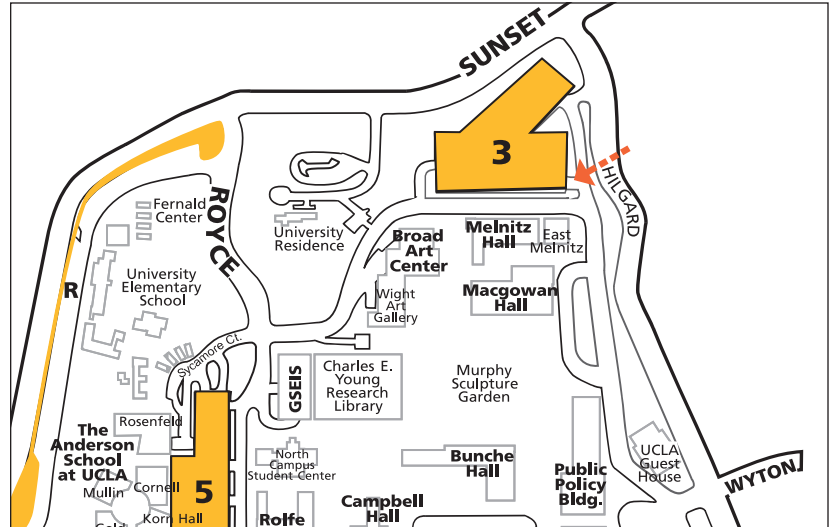 SUNSET
3
HILGARD
ROYCE
Fernald
Center
University
Residence
Broad
Art
Center
Melnitz
Hall
East
Melnitz
R
University
Elementary
School
Wight
Art
Gallery
Macgowan
Hall
Sycamore Ct.
GSEIS
Charles E.
Young
Research
Library
Murphy
Sculpture
Garden
Rosenfeld
The
Anderson
School
at UCLA
Mullin
Cornell
5
North
Campus
Student Center
Bunche
Hall
Public
Policy
Bldg.
UCLA
Guest
House
WYTON
Gold
Korn Hall
Rolfe
Campbell
Hall